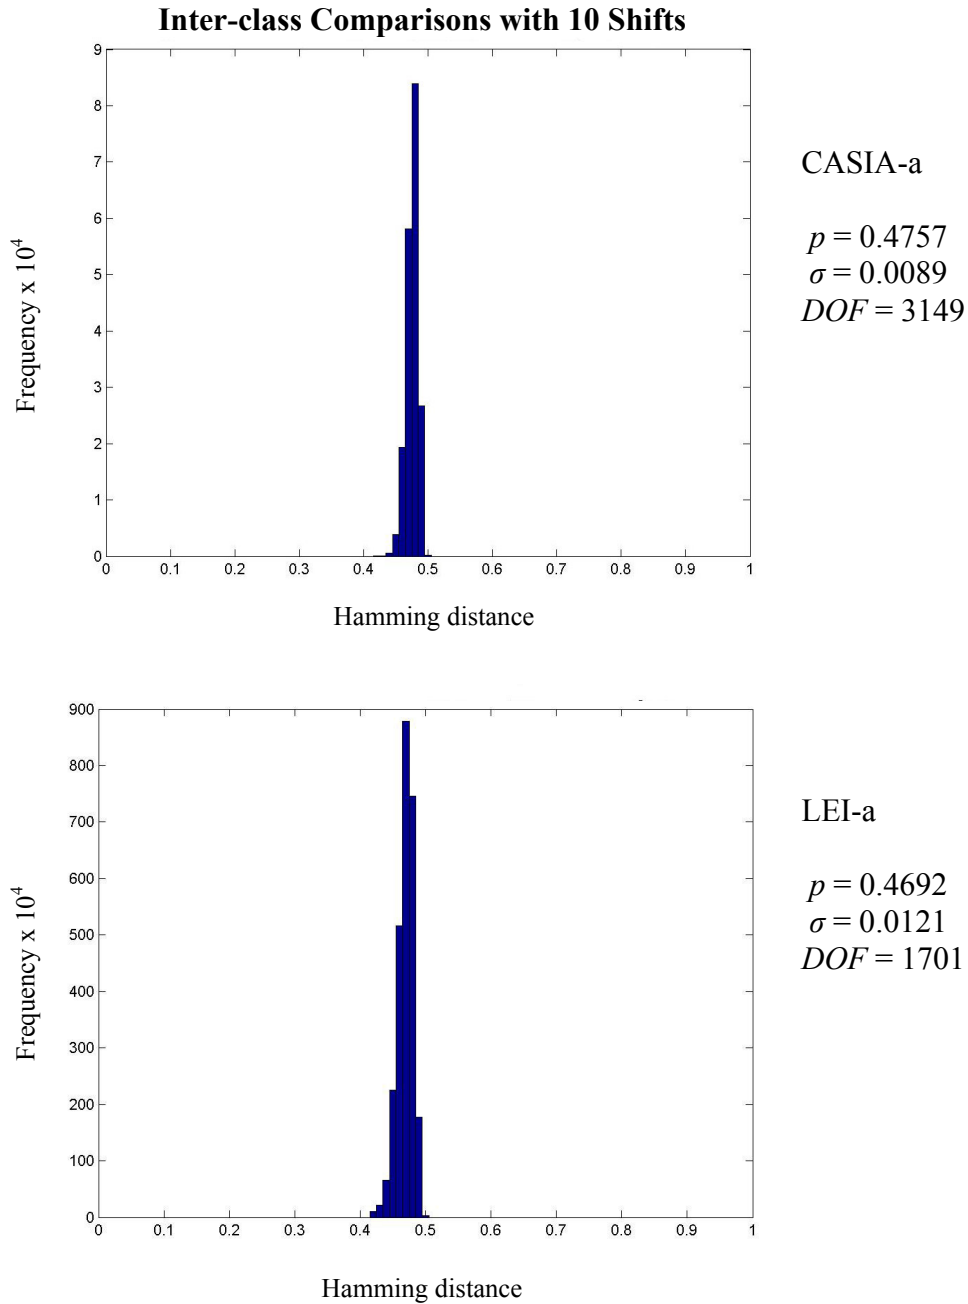 Inter-class Comparisons with 10 Shifts
9
8
7
6
5
4
3
2
1
0
0 0.1 0.2 0.3 0.4 0.5 0.6 0.7 0.8 0.9 1
Frequency x 10⁴
Hamming distance
CASIA-a
p = 0.4757
σ = 0.0089
DOF = 3149
900
800
700
600
500
400
300
200
100
0
0 0.1 0.2 0.3 0.4 0.5 0.6 0.7 0.8 0.9 1
Frequency x 10⁴
Hamming distance
LEI-a
p = 0.4692
σ = 0.0121
DOF = 1701